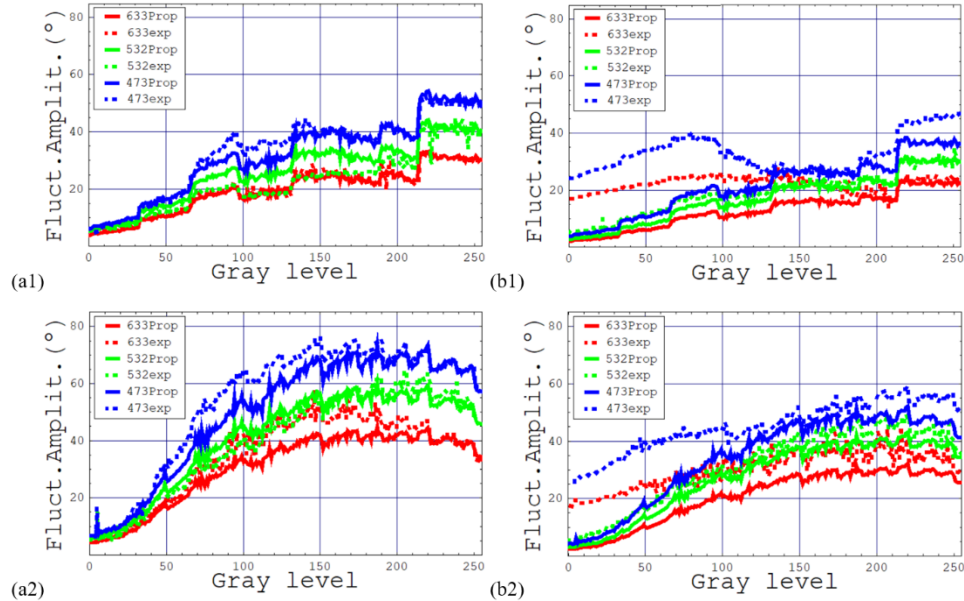 Fluct.Amplit.(°)
80
60
40
20
633Prop
633exp
532Prop
532exp
473Prop
473exp
0 50 100 150 200 250
Gray level
(a1)
Fluct.Amplit.(°)
80
60
40
20
633Prop
633exp
532Prop
532exp
473Prop
473exp
0 50 100 150 200 250
Gray level
(b1)
Fluct.Amplit.(°)
80
60
40
20
633Prop
633exp
532Prop
532exp
473Prop
473exp
0 50 100 150 200 250
Gray level
(a2)
Fluct.Amplit.(°)
80
60
40
20
633Prop
633exp
532Prop
532exp
473Prop
473exp
0 50 100 150 200 250
Gray level
(b2)